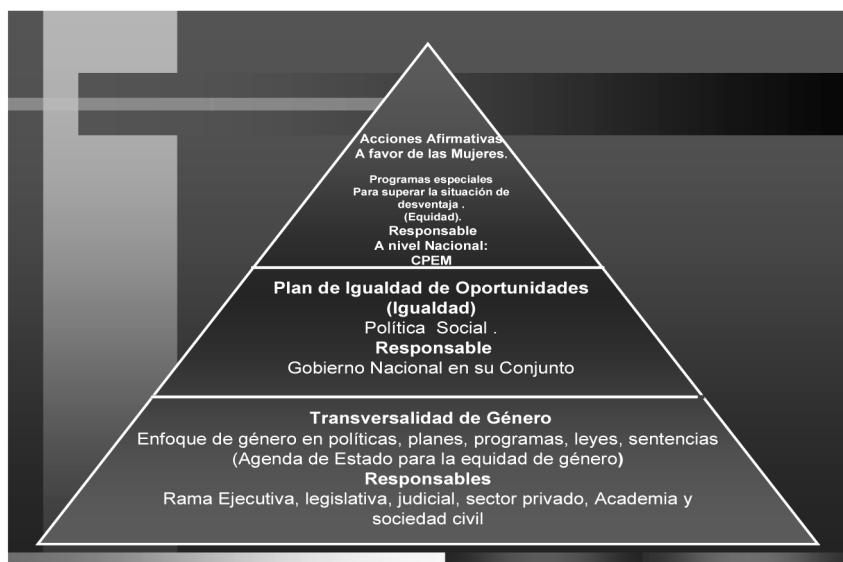 Acciones Afirmativas
A favor de las Mujeres.
Programas especiales
Para superar la situación de
desventaja .
(Equidad).
Responsable
A nivel Nacional:
CPEM
Plan de Igualdad de Oportunidades
(Igualdad)
Política Social .
Responsable
Gobierno Nacional en su Conjunto
Transversalidad de Género
Enfoque de género en políticas, planes, programas, leyes, sentencias
(Agenda de Estado para la equidad de género)
Responsables
Rama Ejecutiva, legislativa, judicial, sector privado, Academia y
sociedad civil